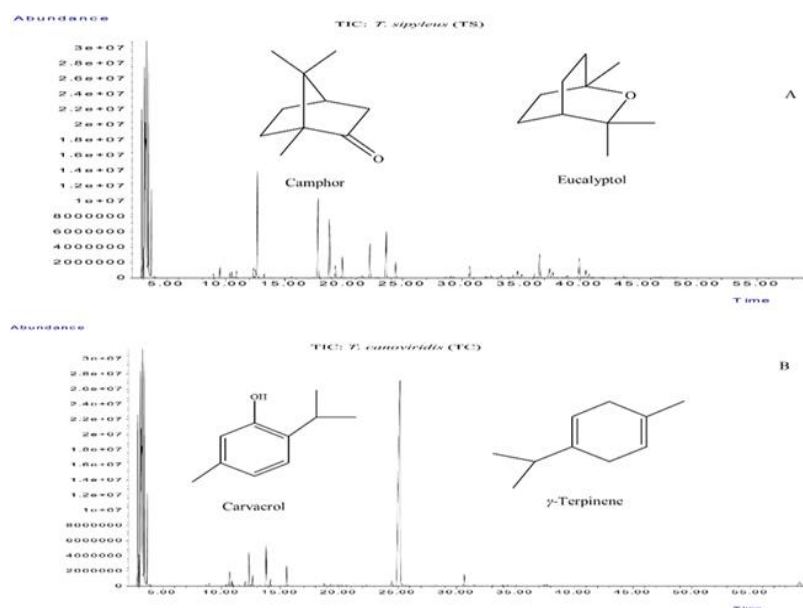 Abundance
TIC: T. sipyleus (TS)
3e+07
2.8e+07
2.6e+07
2.4e+07
2.2e+07
2e+07
1.8e+07
1.6e+07
1.4e+07
1.2e+07
1e+07
8000000
6000000
4000000
2000000
0
A
O
Camphor
O
Eucalyptol
5.00 10.00 15.00 20.00 25.00 30.00 35.00 40.00 45.00 50.00 55.00
Time
Abundance
TIC: T. canoviridis (TC)
3e+07
2.8e+07
2.6e+07
2.4e+07
2.2e+07
2e+07
1.8e+07
1.6e+07
1.4e+07
1.2e+07
1e+07
8000000
6000000
4000000
2000000
0
B
OH
Carvacrol
γ-Terpinene
5.00 10.00 15.00 20.00 25.00 30.00 35.00 40.00 45.00 50.00 55.00